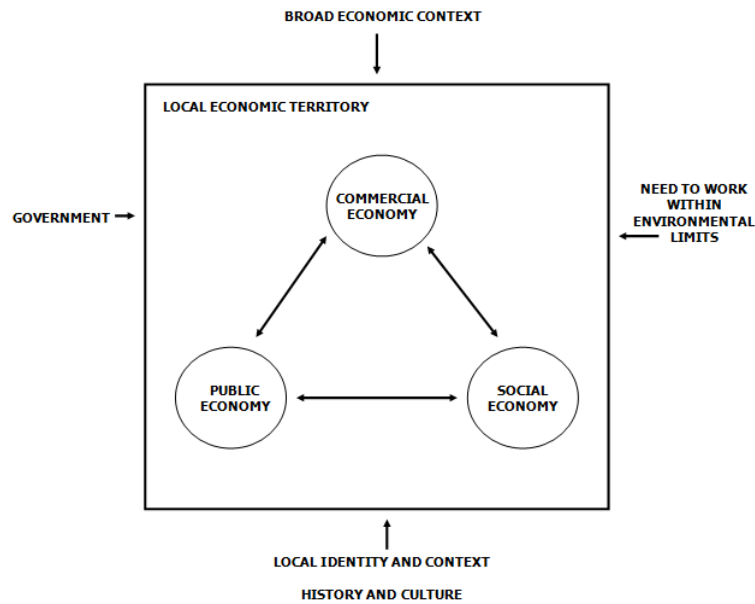 BROAD ECONOMIC CONTEXT
LOCAL ECONOMIC TERRITORY
COMMERCIAL
ECONOMY
GOVERNMENT
NEED TO WORK
WITHIN
ENVIRONMENTAL
LIMITS
PUBLIC
ECONOMY
SOCIAL
ECONOMY
LOCAL IDENTITY AND CONTEXT
HISTORY AND CULTURE